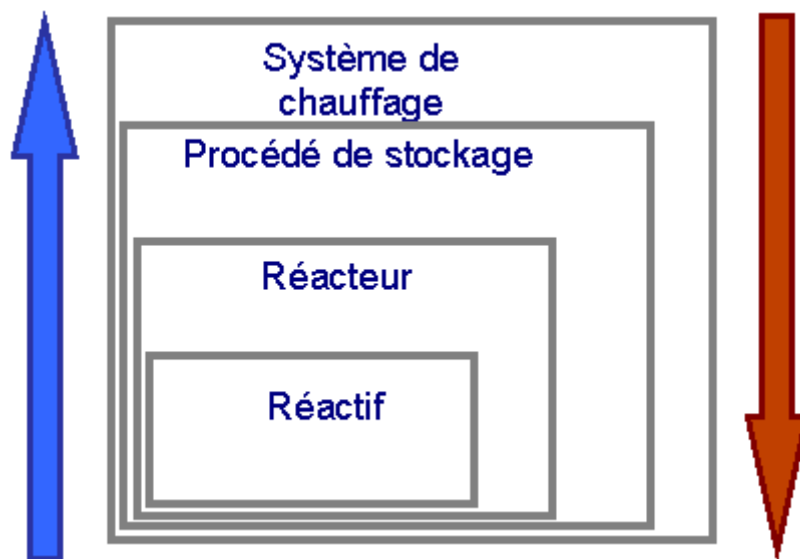 Système de
chauffage
Procédé de stockage
Réacteur
Réactif